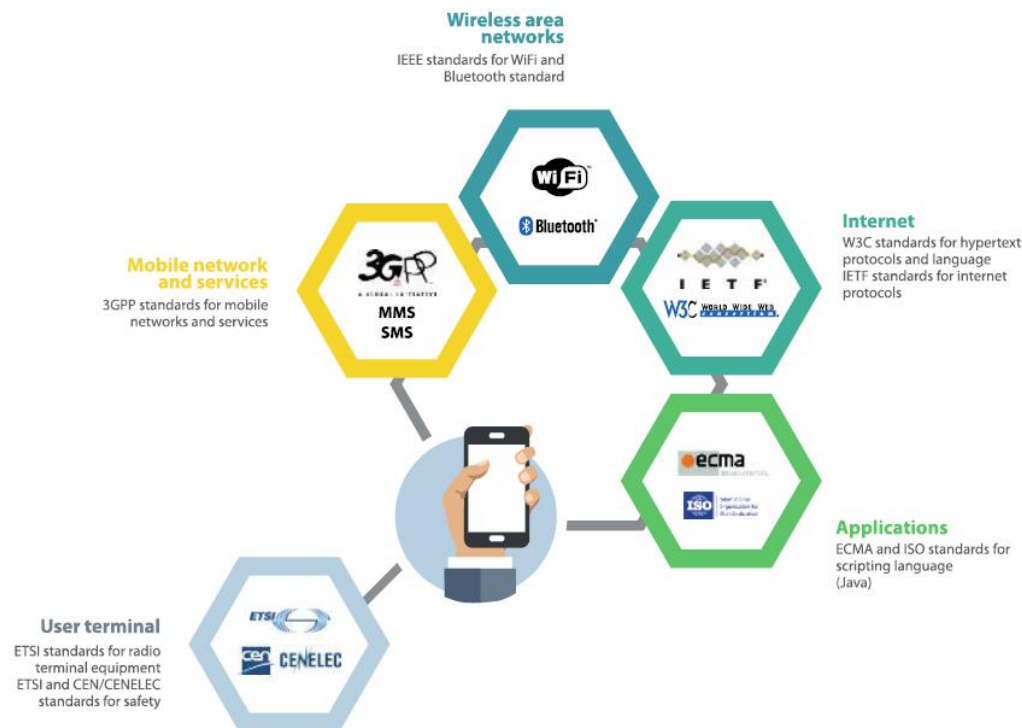 Wireless area
networks
IEEE standards for WiFi and
Bluetooth standard
WiFi
Bluetooth
Mobile network
and services
3GPP standards for mobile
networks and services
3GPP
A GLOBAL INITIATIVE
MMS
SMS
Internet
W3C standards for hypertext
protocols and language
IETF standards for internet
protocols
IETF
W3C WORLD WIDE WEB
consortium
ecma
ISO
Applications
ECMA and ISO standards for
scripting language
(Java)
User terminal
ETSI standards for radio
terminal equipment
ETSI and CEN/CENELEC
standards for safety
ETSI
cen CENELEC